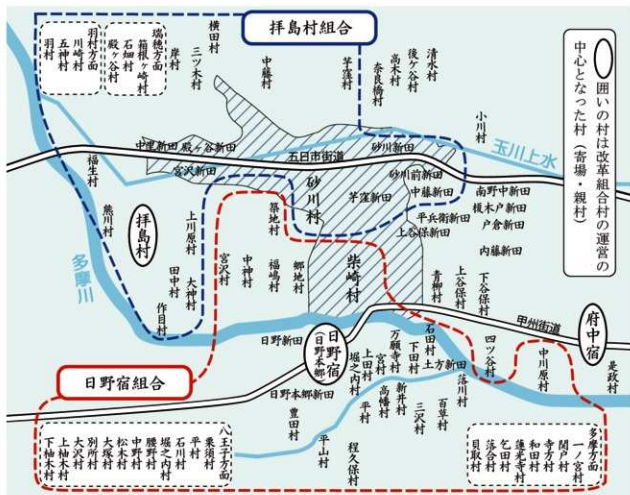 拝島村組合
羽村方面
川崎村
五神村
羽村
瑞穂方面
箱根ヶ崎村
石畑村
殿ヶ谷村
岸村
三ツ木村
横田村
中藤村
芋窪村
奈良橋村
高木村
後ヶ谷村
清水村
小川村
玉川上水
囲いの村は改革組合村の運営の
中心となった村(寄場・親村)
中里新田
殿ヶ谷新田
宮沢新田
五日市街道
砂川新田
砂川前新田
砂川村
芋窪新田
中藤新田
平兵衛新田
上谷保新田
南野中新田
榎木戸新田
戸倉新田
内藤新田
福生村
熊川村
拝島村
多摩川
上川原村
大神村
田中村
作目村
宮沢村
築地村
中神村
福嶋村
郷地村
柴崎村
青柳村
上谷保村
下谷保村
甲州街道
府中宿
是政村
日野宿組合
日野新田
日野宿
(日野本郷)
日野本郷新田
豊田村
平山村
程久保村
堀之内村
上田村
宮村
万願寺村
下田村
石田村
土方新田
平村
高幡村
新井村
三沢村
落川村
百草村
四ツ谷村
中川原村
八王子方面
粟須村
平村
石川村
堀之内村
腰野村
中野村
松木村
大塚村
別所村
大沢村
上柚木村
下柚木村
多摩方面
一ノ宮村
関戸村
寺方村
和田村
蓮光寺村
乞田村
落合村
貝取村